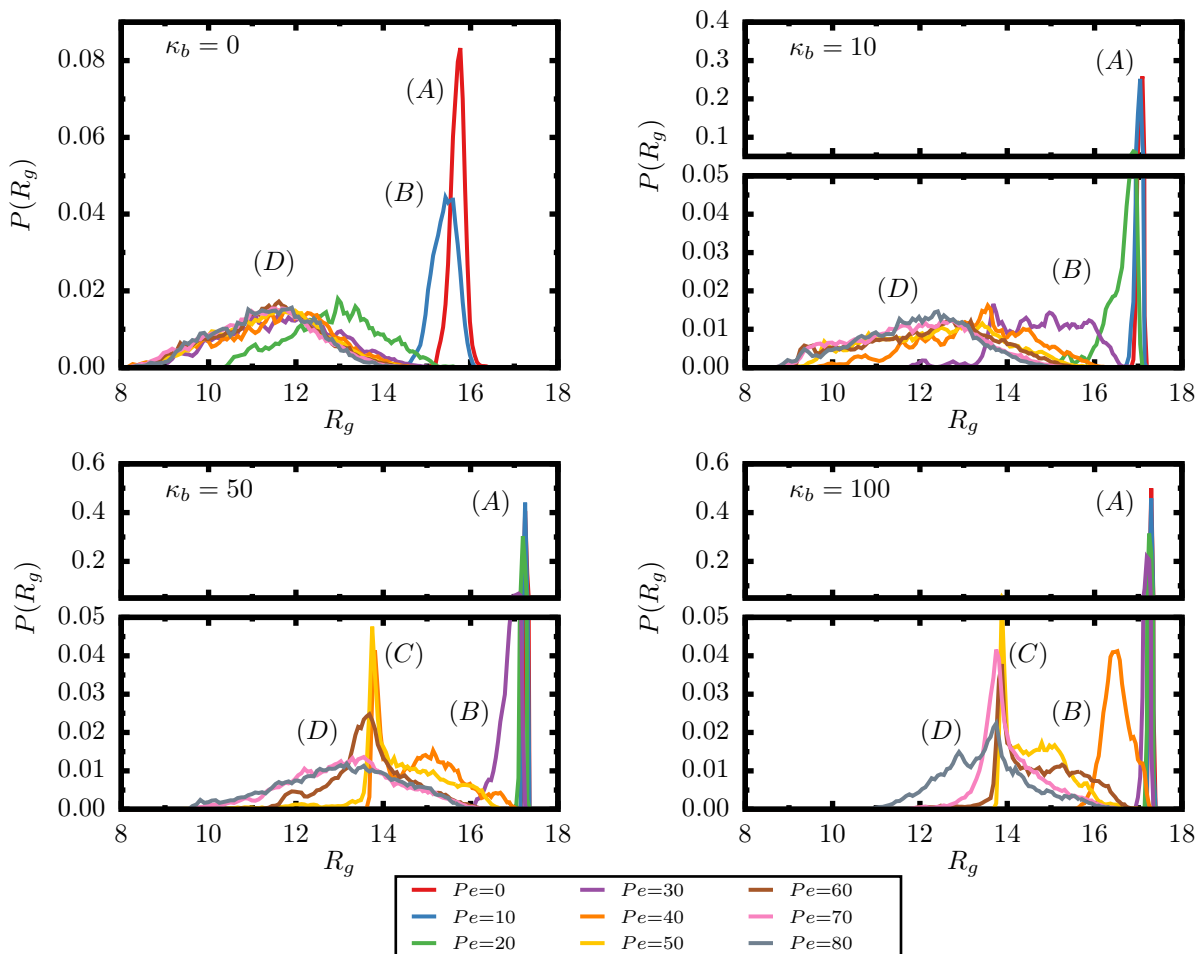 κ_b = 0
(A)
(B)
(D)
P(R_g)
0.08
0.06
0.04
0.02
0.00
8 10 12 14 16 18
R_g
κ_b = 10
(A)
(B)
(D)
P(R_g)
0.4
0.3
0.2
0.1
0.05
0.04
0.03
0.02
0.01
0.00
8 10 12 14 16 18
R_g
κ_b = 50
(A)
(C)
(B)
(D)
P(R_g)
0.6
0.4
0.2
0.05
0.04
0.03
0.02
0.01
0.00
8 10 12 14 16 18
R_g
κ_b = 100
(A)
(C)
(B)
(D)
P(R_g)
0.6
0.4
0.2
0.05
0.04
0.03
0.02
0.01
0.00
8 10 12 14 16 18
R_g
Pe=0 Pe=30 Pe=60
Pe=10 Pe=40 Pe=70
Pe=20 Pe=50 Pe=80